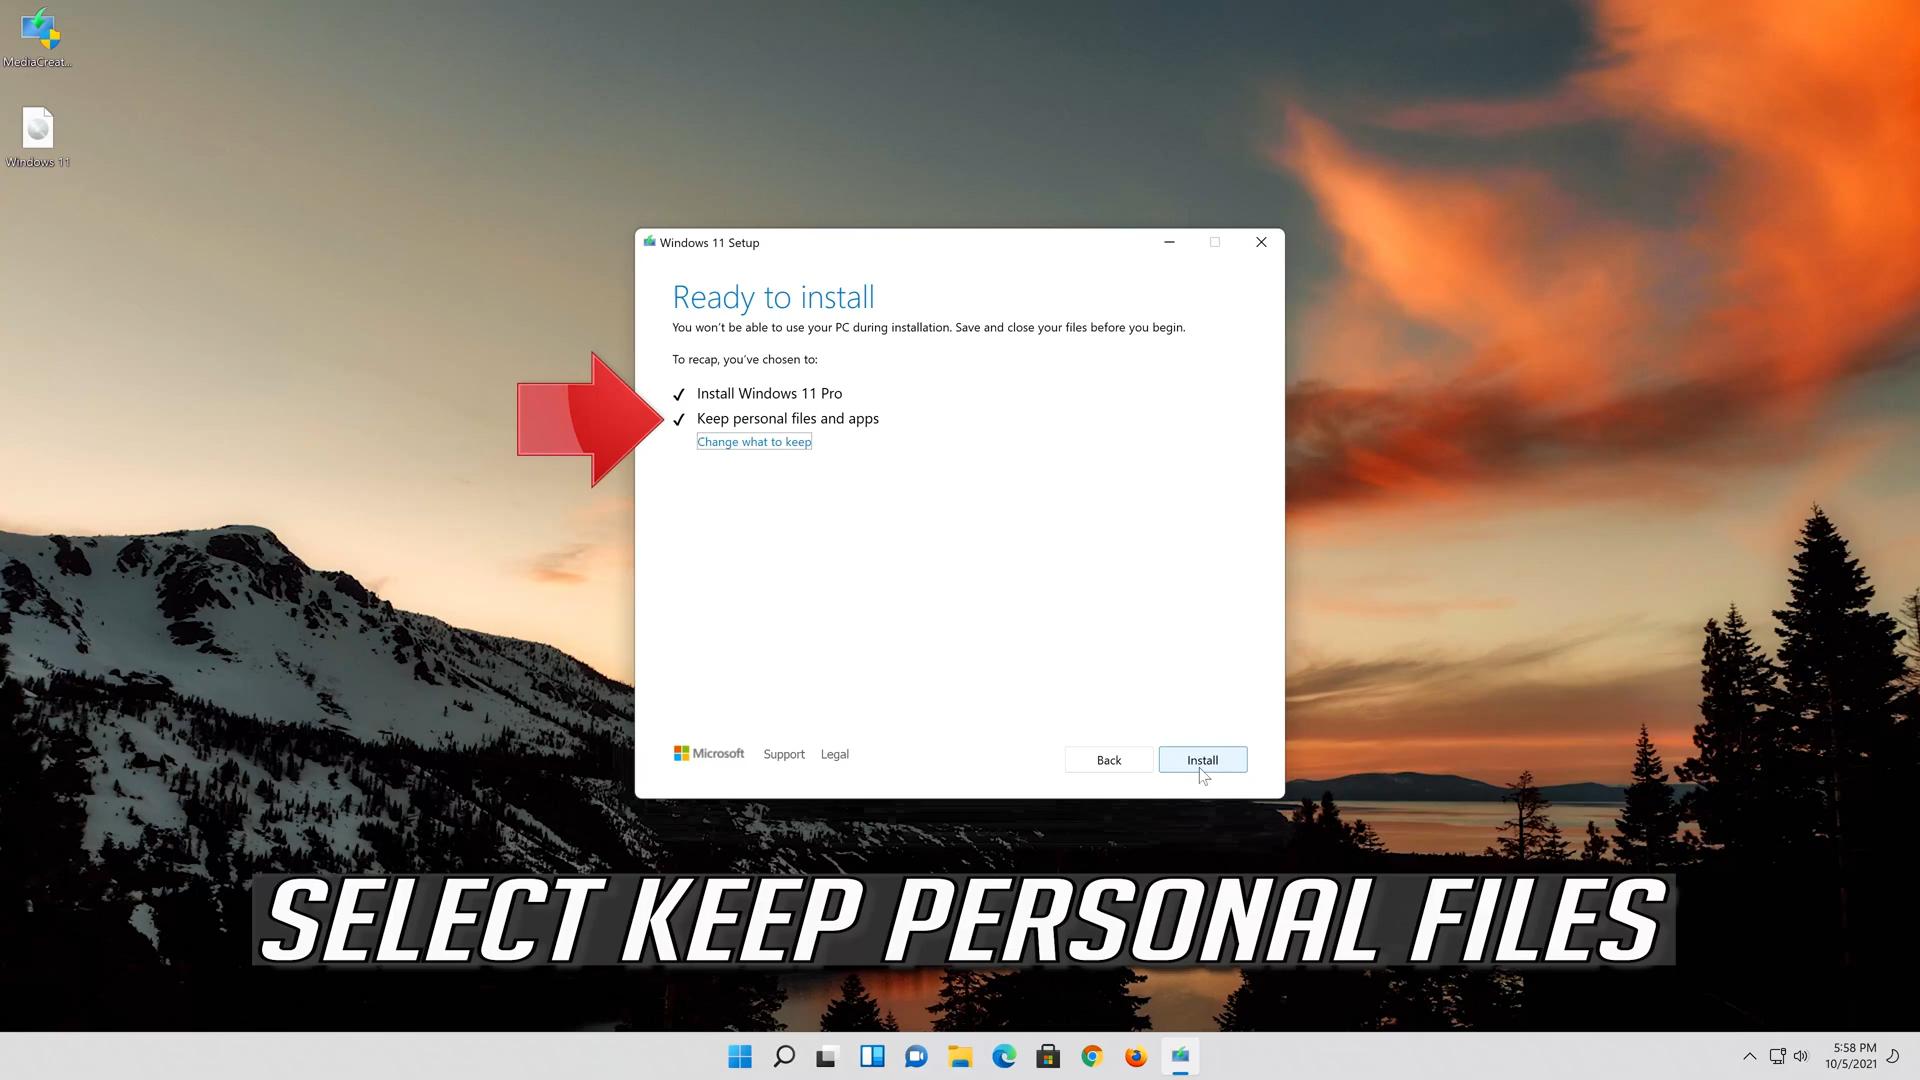 MediaCreat...
Windows 11
Windows 11 Setup
Ready to install
You won't be able to use your PC during installation. Save and close your files before you begin.
To recap, you've chosen to:
✓ Install Windows 11 Pro
✓ Keep personal files and apps
Change what to keep
Microsoft Support Legal
Back Install
SELECT KEEP PERSONAL FILES
5:58 PM
10/5/2021